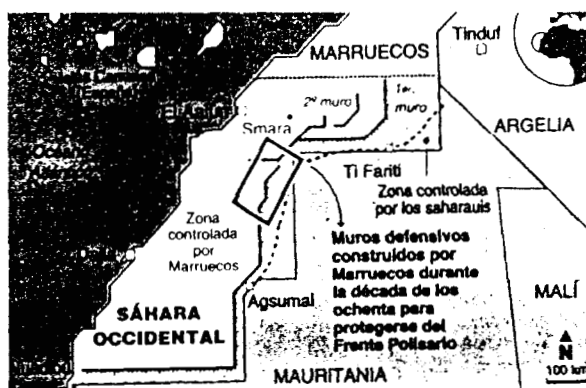 MARRUECOS
Tinduf
2º muro
1er.
muro
Smara
ARGELIA
Ti Fariti
Zona controlada
por los saharauis
Zona
controlada
por
Marruecos
Muros defensivos
construidos por
Marruecos durante
la década de los
ochenta para
protegerse del
Frente Polisario
Agsumal
SÁHARA
OCCIDENTAL
MALÍ
N
100 km
MAURITANIA